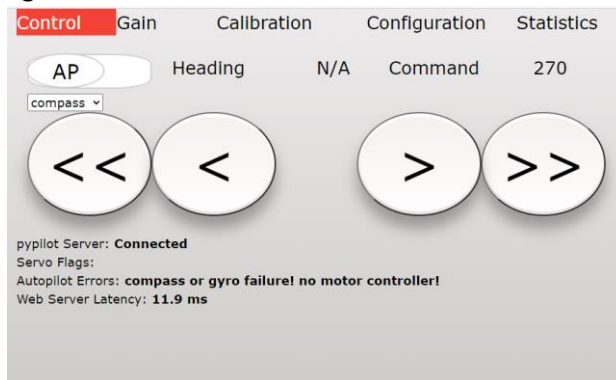 Control Gain Calibration Configuration Statistics
AP Heading N/A Command 270
compass
<< < > >>
pypilot Server: Connected
Servo Flags:
Autopilot Errors: compass or gyro failure! no motor controller!
Web Server Latency: 11.9 ms